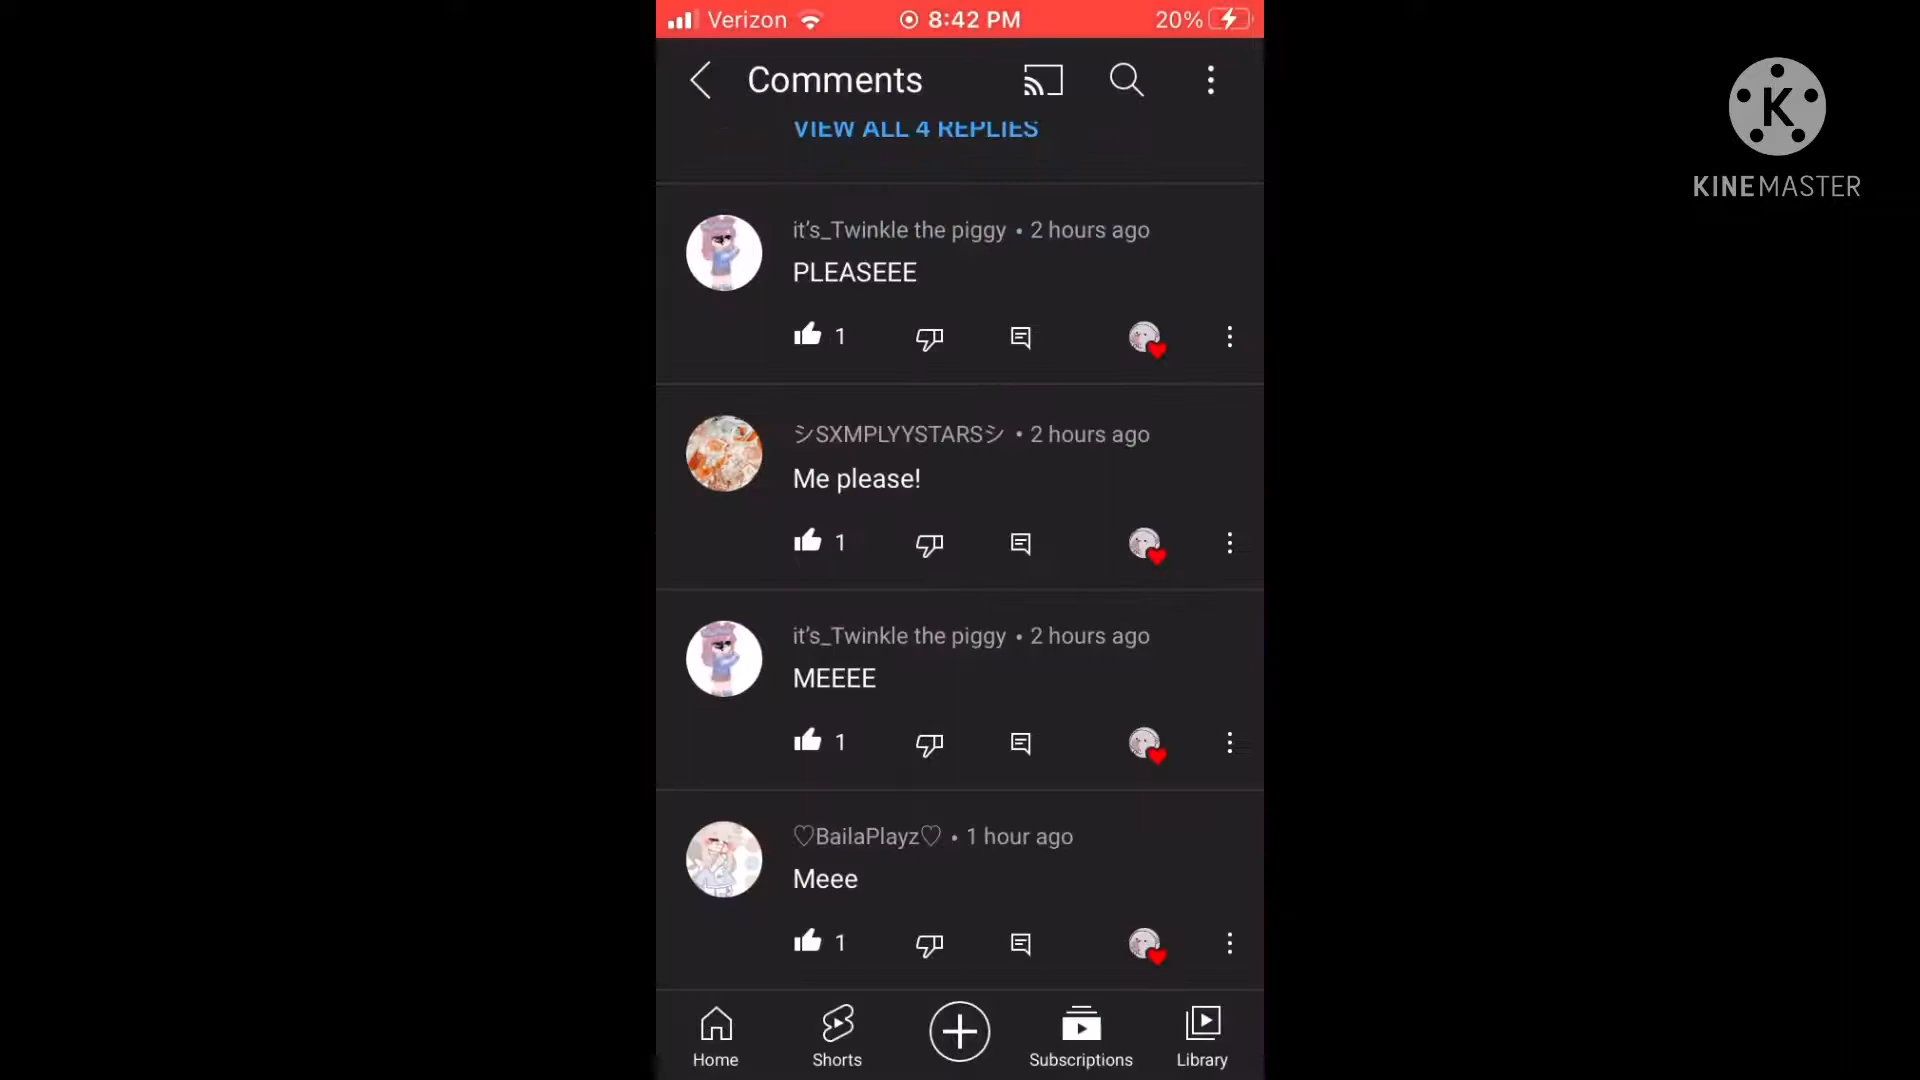 Verizon 8:42 PM 20%
Comments
VIEW ALL 4 REPLIES
it's_Twinkle the piggy • 2 hours ago
PLEASEEE
1
シSXMPLYYSTARSシ • 2 hours ago
Me please!
1
it's_Twinkle the piggy • 2 hours ago
MEEEE
1
♡BailaPlayz♡ • 1 hour ago
Meee
1
Home Shorts Subscriptions Library
K
KINEMASTER